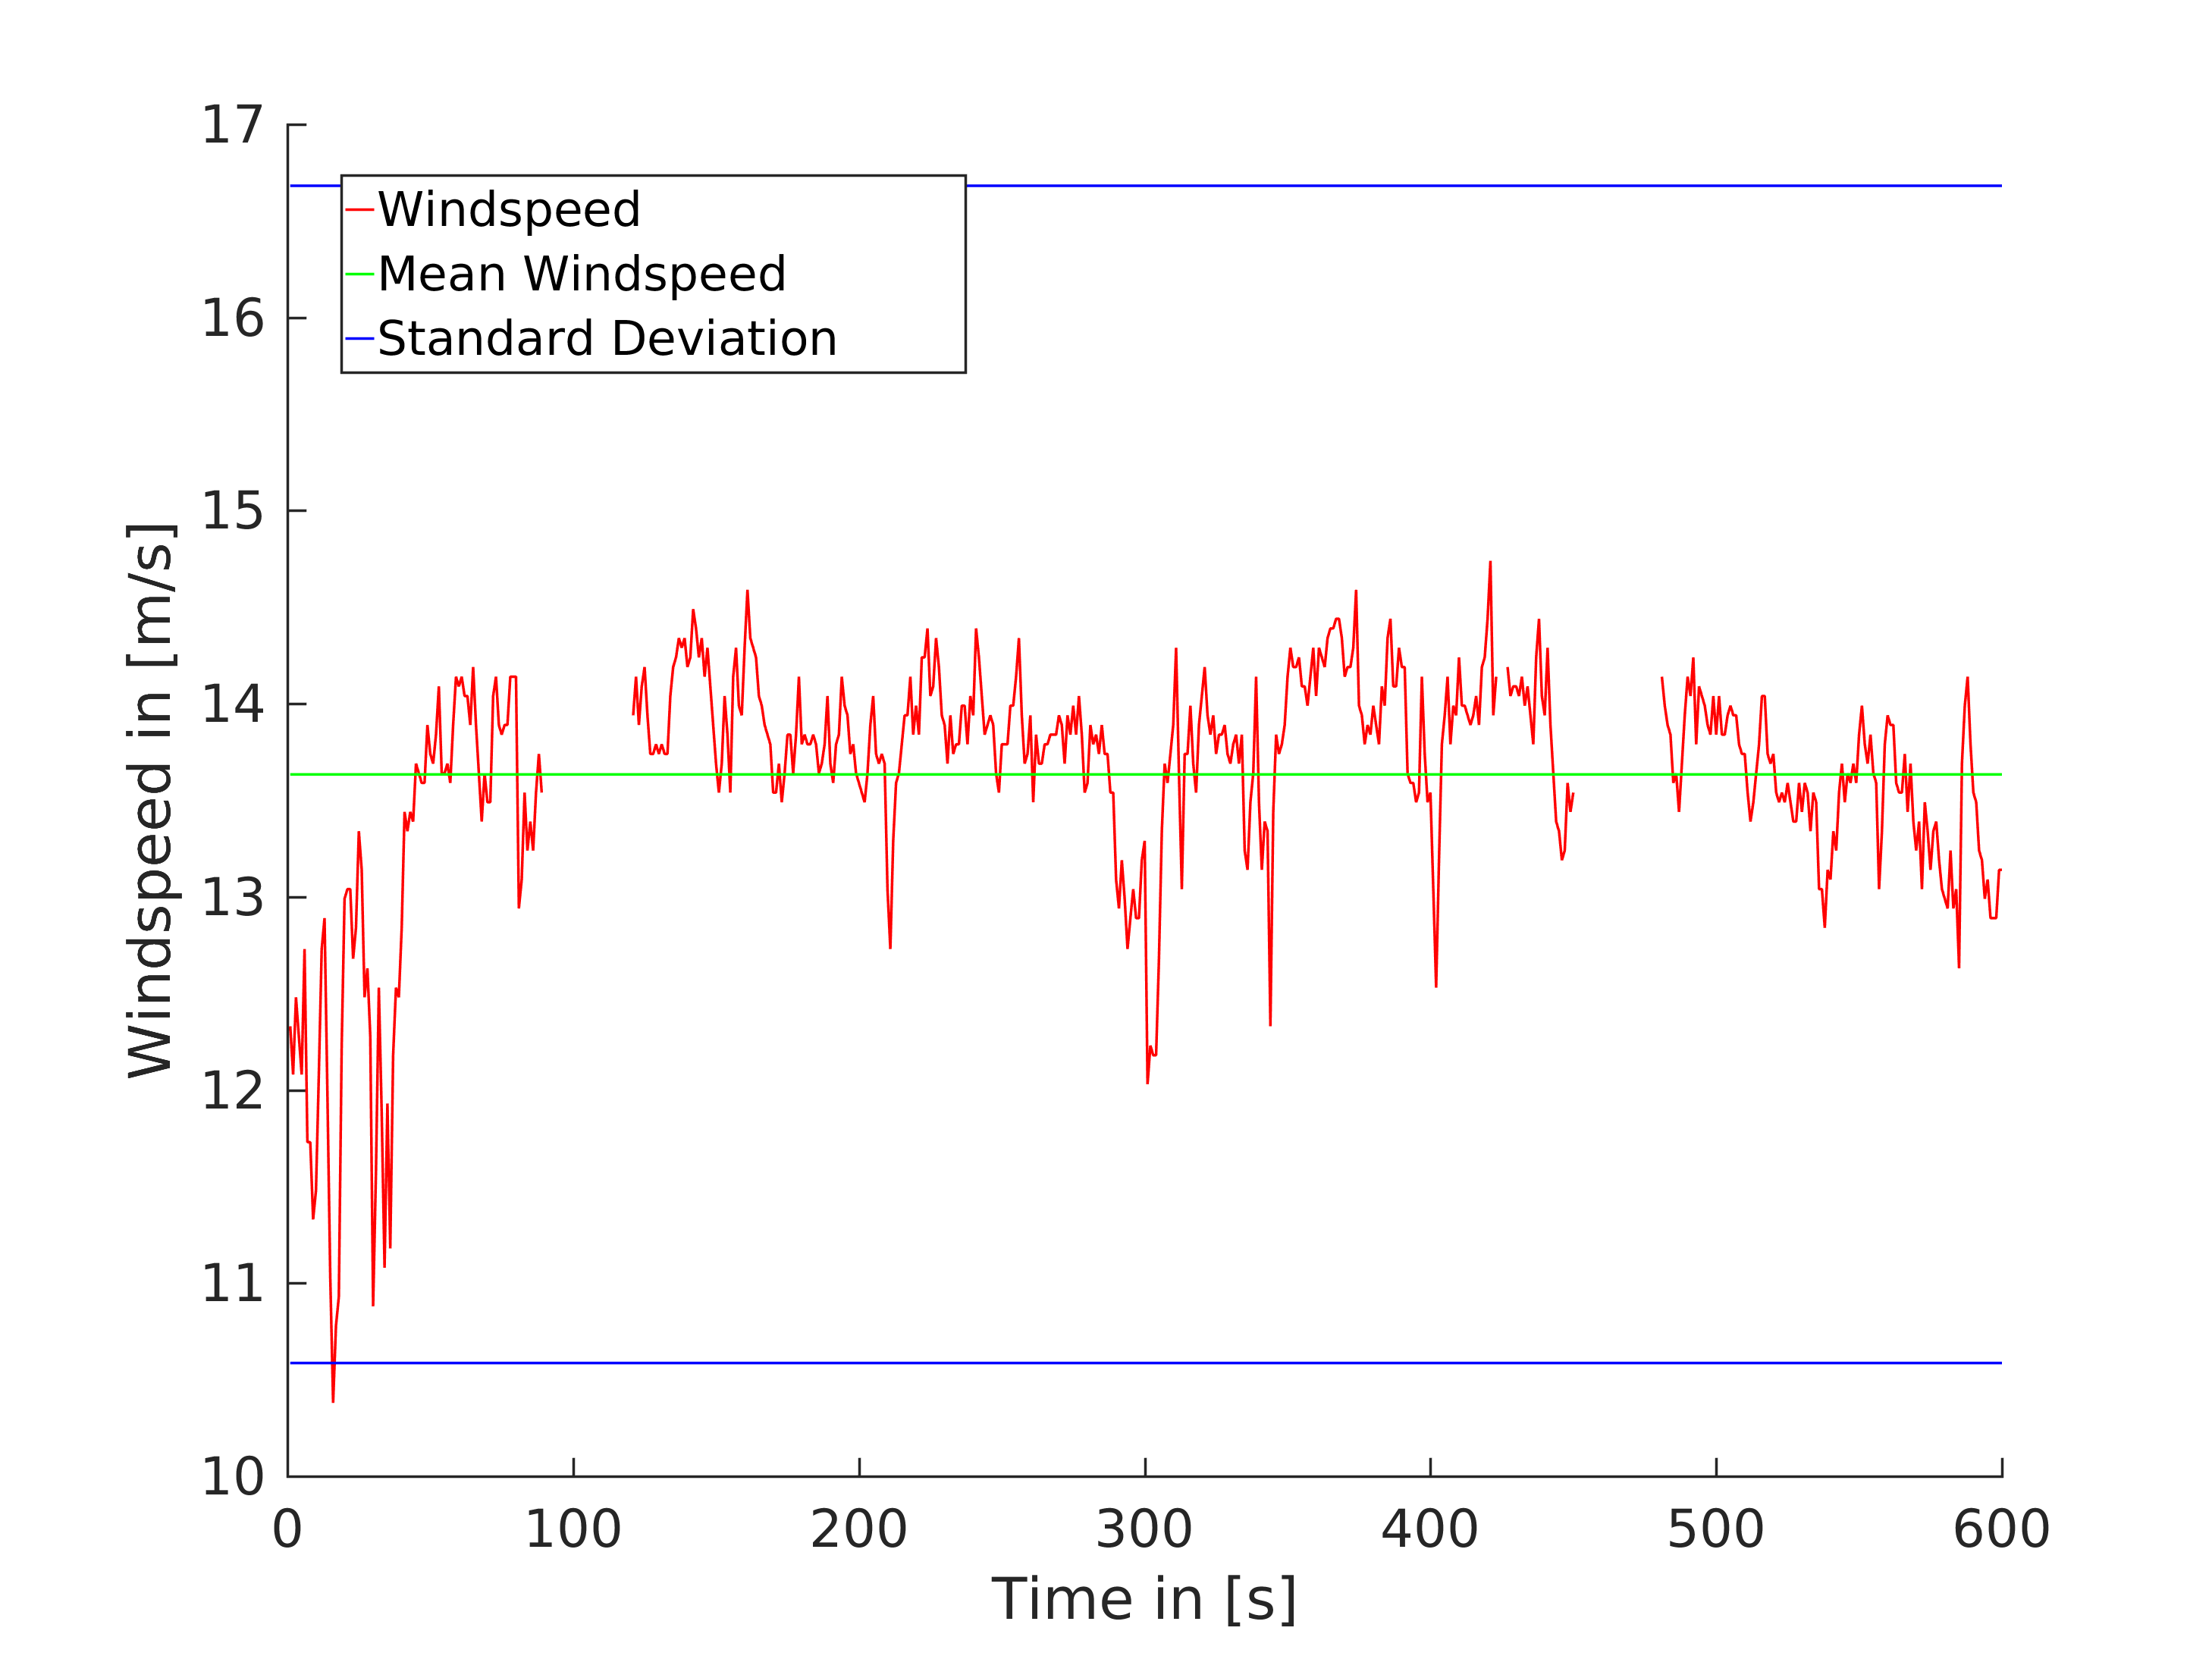 17
16
15
14
13
12
11
10
Windspeed in [m/s]
Windspeed
Mean Windspeed
Standard Deviation
0 100 200 300 400 500 600
Time in [s]